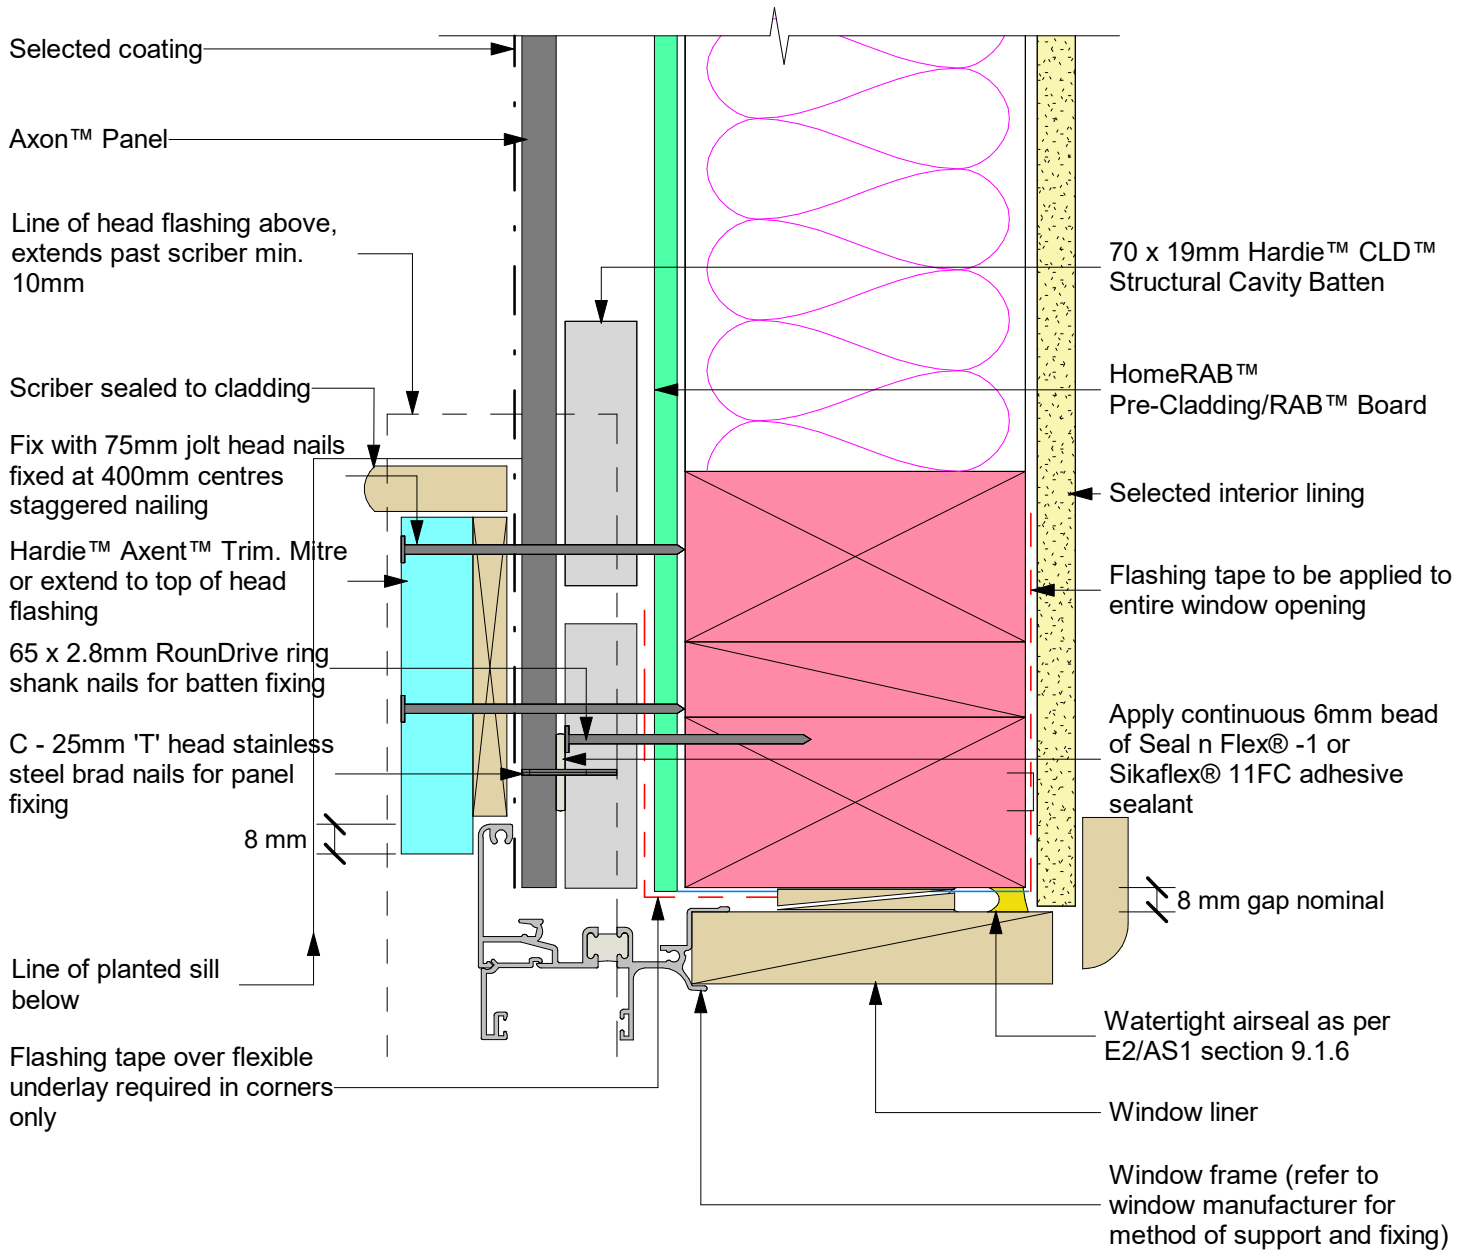 Selected coating
Axon™ Panel
Line of head flashing above,
extends past scriber min.
10mm
Scriber sealed to cladding
Fix with 75mm jolt head nails
fixed at 400mm centres
staggered nailing
Hardie™ Axent™ Trim. Mitre
or extend to top of head
flashing
65 x 2.8mm RounDrive ring
shank nails for batten fixing
C - 25mm 'T' head stainless
steel brad nails for panel
fixing
8 mm
Line of planted sill
below
Flashing tape over flexible
underlay required in corners
only
70 x 19mm Hardie™ CLD™
Structural Cavity Batten
HomeRAB™
Pre-Cladding/RAB™ Board
Selected interior lining
Flashing tape to be applied to
entire window opening
Apply continuous 6mm bead
of Seal n Flex® -1 or
Sikaflex® 11FC adhesive
sealant
8 mm gap nominal
Watertight airseal as per
E2/AS1 section 9.1.6
Window liner
Window frame (refer to
window manufacturer for
method of support and fixing)